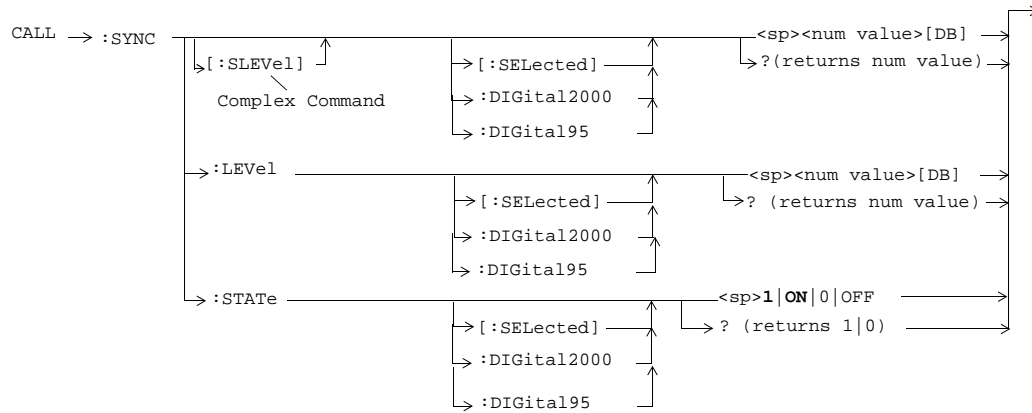 CALL :SYNC <sp><num value>[DB]
[:SLEVel] [:SELected] ?(returns num value)
Complex Command :DIGital2000
:DIGital95
:LEVel <sp><num value>[DB]
[:SELected] ? (returns num value)
:DIGital2000
:DIGital95
:STATe <sp>1|ON|0|OFF
[:SELected] ? (returns 1|0)
:DIGital2000
:DIGital95